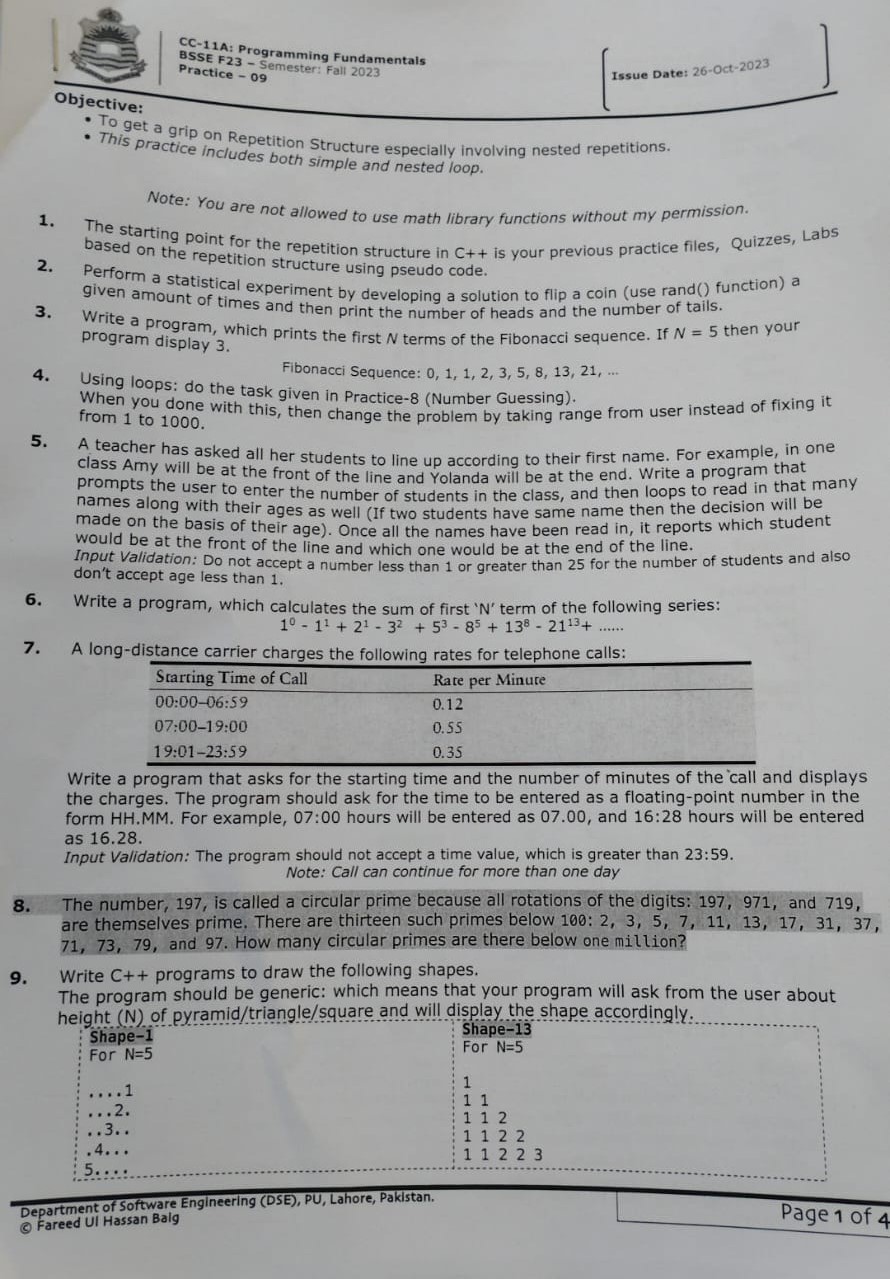 CC-11A: Programming Fundamentals
BSSE F23 – Semester: Fall 2023
Practice – 09
Issue Date: 26-Oct-2023
Objective:
• To get a grip on Repetition Structure especially involving nested repetitions.
• This practice includes both simple and nested loop.
Note: You are not allowed to use math library functions without my permission.
1. The starting point for the repetition structure in C++ is your previous practice files, Quizzes, Labs
based on the repetition structure using pseudo code.
2. Perform a statistical experiment by developing a solution to flip a coin (use rand() function) a
given amount of times and then print the number of heads and the number of tails.
3. Write a program, which prints the first N terms of the Fibonacci sequence. If N = 5 then your
program display 3.
Fibonacci Sequence: 0, 1, 1, 2, 3, 5, 8, 13, 21, ...
4. Using loops: do the task given in Practice-8 (Number Guessing).
When you done with this, then change the problem by taking range from user instead of fixing it
from 1 to 1000.
5. A teacher has asked all her students to line up according to their first name. For example, in one
class Amy will be at the front of the line and Yolanda will be at the end. Write a program that
prompts the user to enter the number of students in the class, and then loops to read in that many
names along with their ages as well (If two students have same name then the decision will be
made on the basis of their age). Once all the names have been read in, it reports which student
would be at the front of the line and which one would be at the end of the line.
Input Validation: Do not accept a number less than 1 or greater than 25 for the number of students and also
don't accept age less than 1.
6. Write a program, which calculates the sum of first 'N' term of the following series:
1⁰ - 1¹ + 2¹ - 3² + 5³ - 8⁵ + 13⁸ - 21¹³+ ......
7. A long-distance carrier charges the following rates for telephone calls:
Starting Time of Call Rate per Minute
00:00–06:59 0.12
07:00–19:00 0.55
19:01–23:59 0.35
Write a program that asks for the starting time and the number of minutes of the call and displays
the charges. The program should ask for the time to be entered as a floating-point number in the
form HH.MM. For example, 07:00 hours will be entered as 07.00, and 16:28 hours will be entered
as 16.28.
Input Validation: The program should not accept a time value, which is greater than 23:59.
Note: Call can continue for more than one day
8. The number, 197, is called a circular prime because all rotations of the digits: 197, 971, and 719,
are themselves prime. There are thirteen such primes below 100: 2, 3, 5, 7, 11, 13, 17, 31, 37,
71, 73, 79, and 97. How many circular primes are there below one million?
9. Write C++ programs to draw the following shapes.
The program should be generic: which means that your program will ask from the user about
height (N) of pyramid/triangle/square and will display the shape accordingly.
Shape-1
For N=5
....1
...2.
..3..
.4...
5....
Shape-13
For N=5
1
1 1
1 1 2
1 1 2 2
1 1 2 2 3
Department of Software Engineering (DSE), PU, Lahore, Pakistan.
© Fareed Ul Hassan Baig
Page 1 of 4